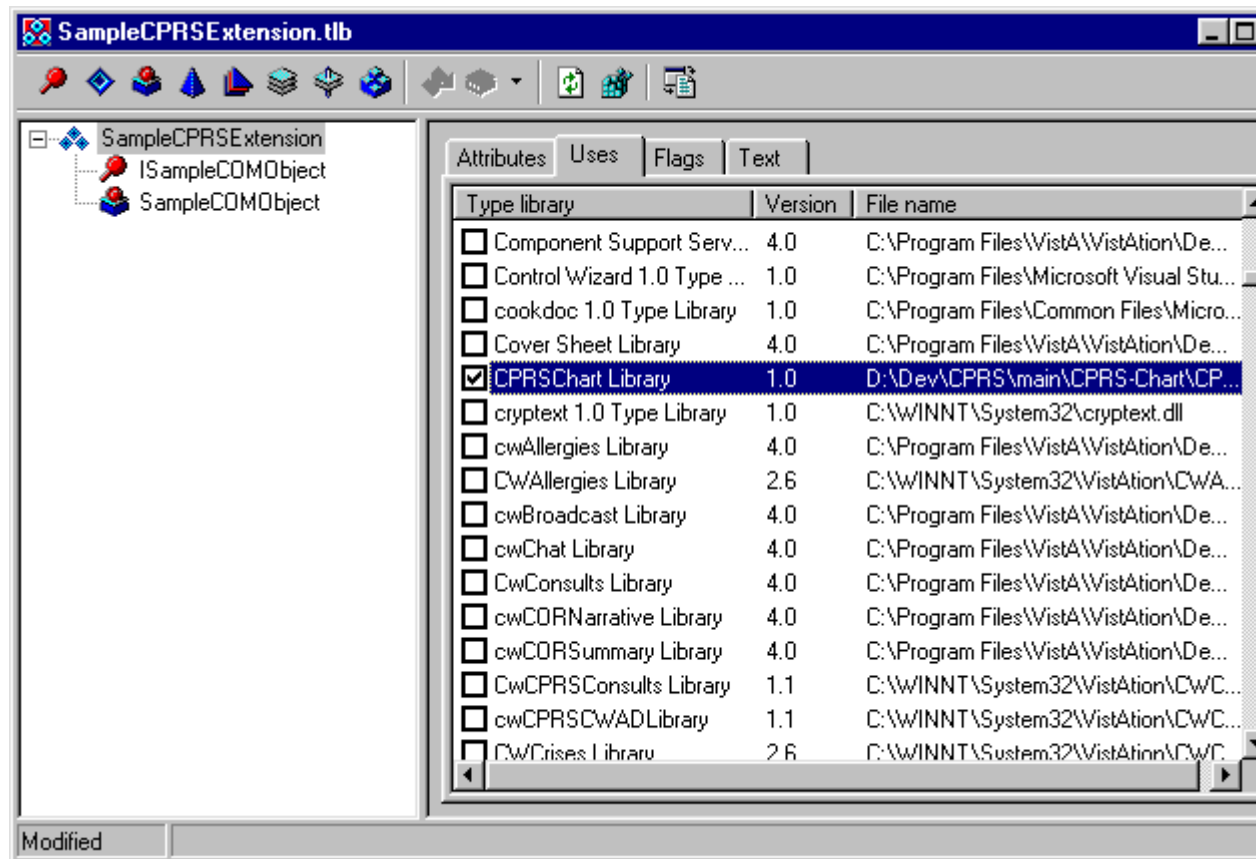 SampleCPRSExtension.tlb
SampleCPRSExtension
ISampleCOMObject
SampleCOMObject
Attributes Uses Flags Text
Type library Version File name
Component Support Serv... 4.0 C:\Program Files\VistA\VistAtion\De...
Control Wizard 1.0 Type ... 1.0 C:\Program Files\Microsoft Visual Stu...
cookdoc 1.0 Type Library 1.0 C:\Program Files\Common Files\Micro...
Cover Sheet Library 4.0 C:\Program Files\VistA\VistAtion\De...
CPRSChart Library 1.0 D:\Dev\CPRS\main\CPRS-Chart\CP...
cryptext 1.0 Type Library 1.0 C:\WINNT\System32\cryptext.dll
cwAllergies Library 4.0 C:\Program Files\VistA\VistAtion\De...
CWAllergies Library 2.6 C:\WINNT\System32\VistAtion\CWA...
cwBroadcast Library 4.0 C:\Program Files\VistA\VistAtion\De...
cwChat Library 4.0 C:\Program Files\VistA\VistAtion\De...
CwConsults Library 4.0 C:\Program Files\VistA\VistAtion\De...
cwCORNarrative Library 4.0 C:\Program Files\VistA\VistAtion\De...
cwCORSummary Library 4.0 C:\Program Files\VistA\VistAtion\De...
CwCPRSConsults Library 1.1 C:\WINNT\System32\VistAtion\CWC...
cwCPRSCWADLibrary 1.1 C:\WINNT\System32\VistAtion\CWC...
CWCrises Library 2.6 C:\WINNT\System32\VistAtion\CWC...
Modified